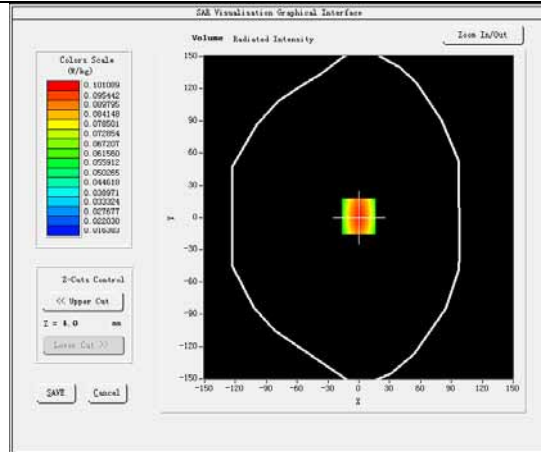 SAR Visualisation Graphical Interface
Volume Radiated Intensity
Zoom In/Out
Colors Scale
(W/kg)
0.101089
0.095442
0.089795
0.084148
0.078501
0.072854
0.067207
0.061560
0.055912
0.050265
0.044618
0.038971
0.033324
0.027677
0.022030
0.016383
150
120
90
60
30
0
-30
-60
-90
-120
-150
Y
-150 -120 -90 -60 -30 0 30 60 90 120 150
X
Z-Cuts Control
<< Upper Cut
Z = 4.0 mm
Lower Cut >>
SAVE Cancel